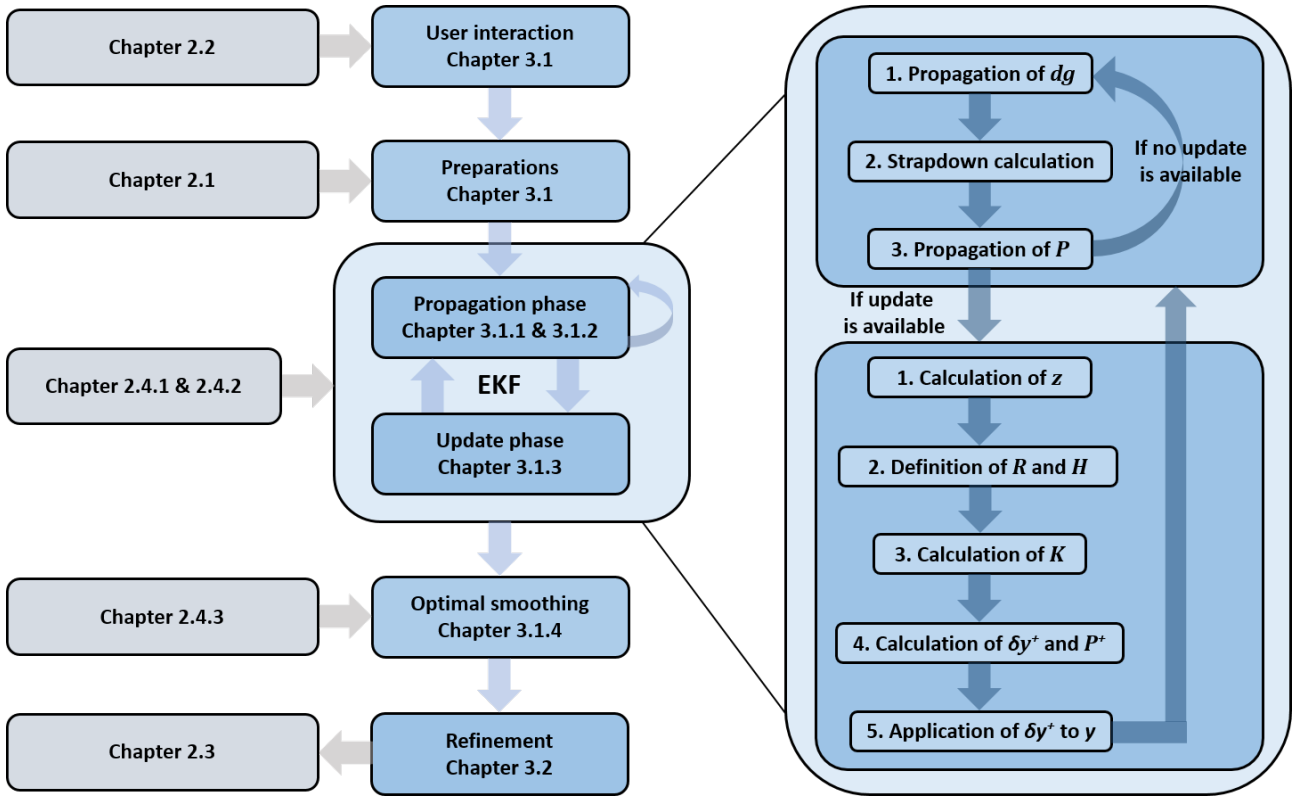 Chapter 2.2
User interaction
Chapter 3.1
Chapter 2.1
Preparations
Chapter 3.1
Chapter 2.4.1 & 2.4.2
Propagation phase
Chapter 3.1.1 & 3.1.2
EKF
Update phase
Chapter 3.1.3
Chapter 2.4.3
Optimal smoothing
Chapter 3.1.4
Chapter 2.3
Refinement
Chapter 3.2
1. Propagation of dg
2. Strapdown calculation
3. Propagation of P
If no update
is available
If update
is available
1. Calculation of z
2. Definition of R and H
3. Calculation of K
4. Calculation of δy⁺ and P⁺
5. Application of δy⁺ to y